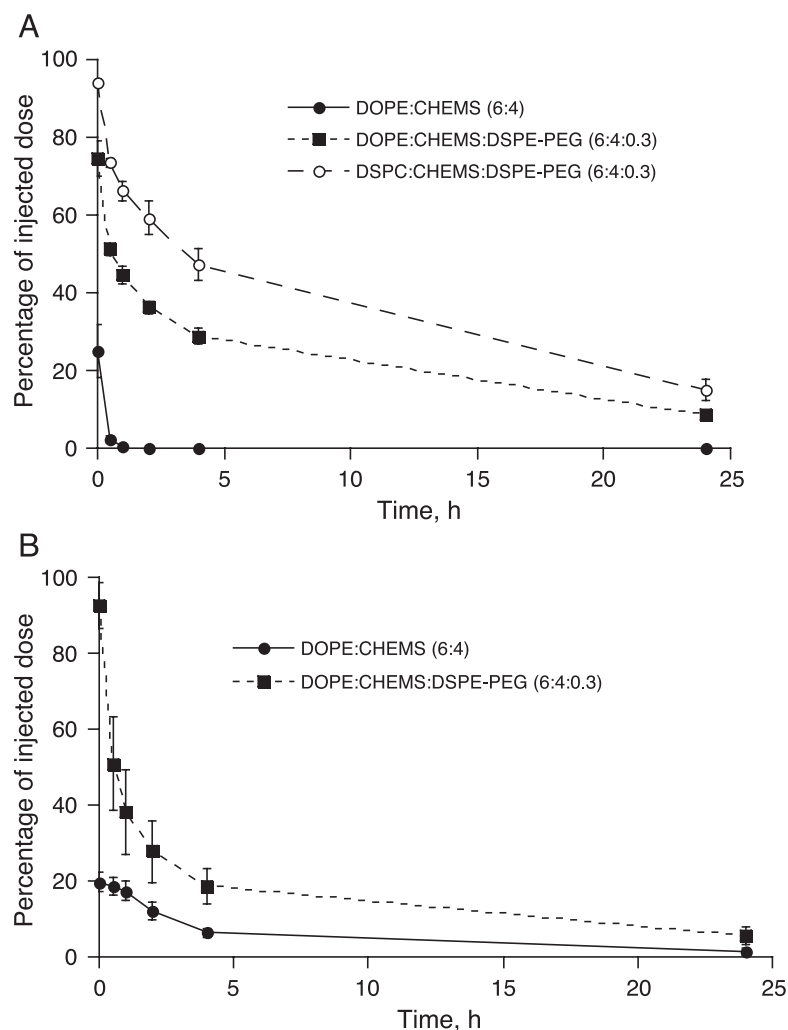 A
Percentage of injected dose
100
80
60
40
20
0
DOPE:CHEMS (6:4)
DOPE:CHEMS:DSPE-PEG (6:4:0.3)
DSPC:CHEMS:DSPE-PEG (6:4:0.3)
0 5 10 15 20 25
Time, h
B
Percentage of injected dose
100
80
60
40
20
0
DOPE:CHEMS (6:4)
DOPE:CHEMS:DSPE-PEG (6:4:0.3)
0 5 10 15 20 25
Time, h